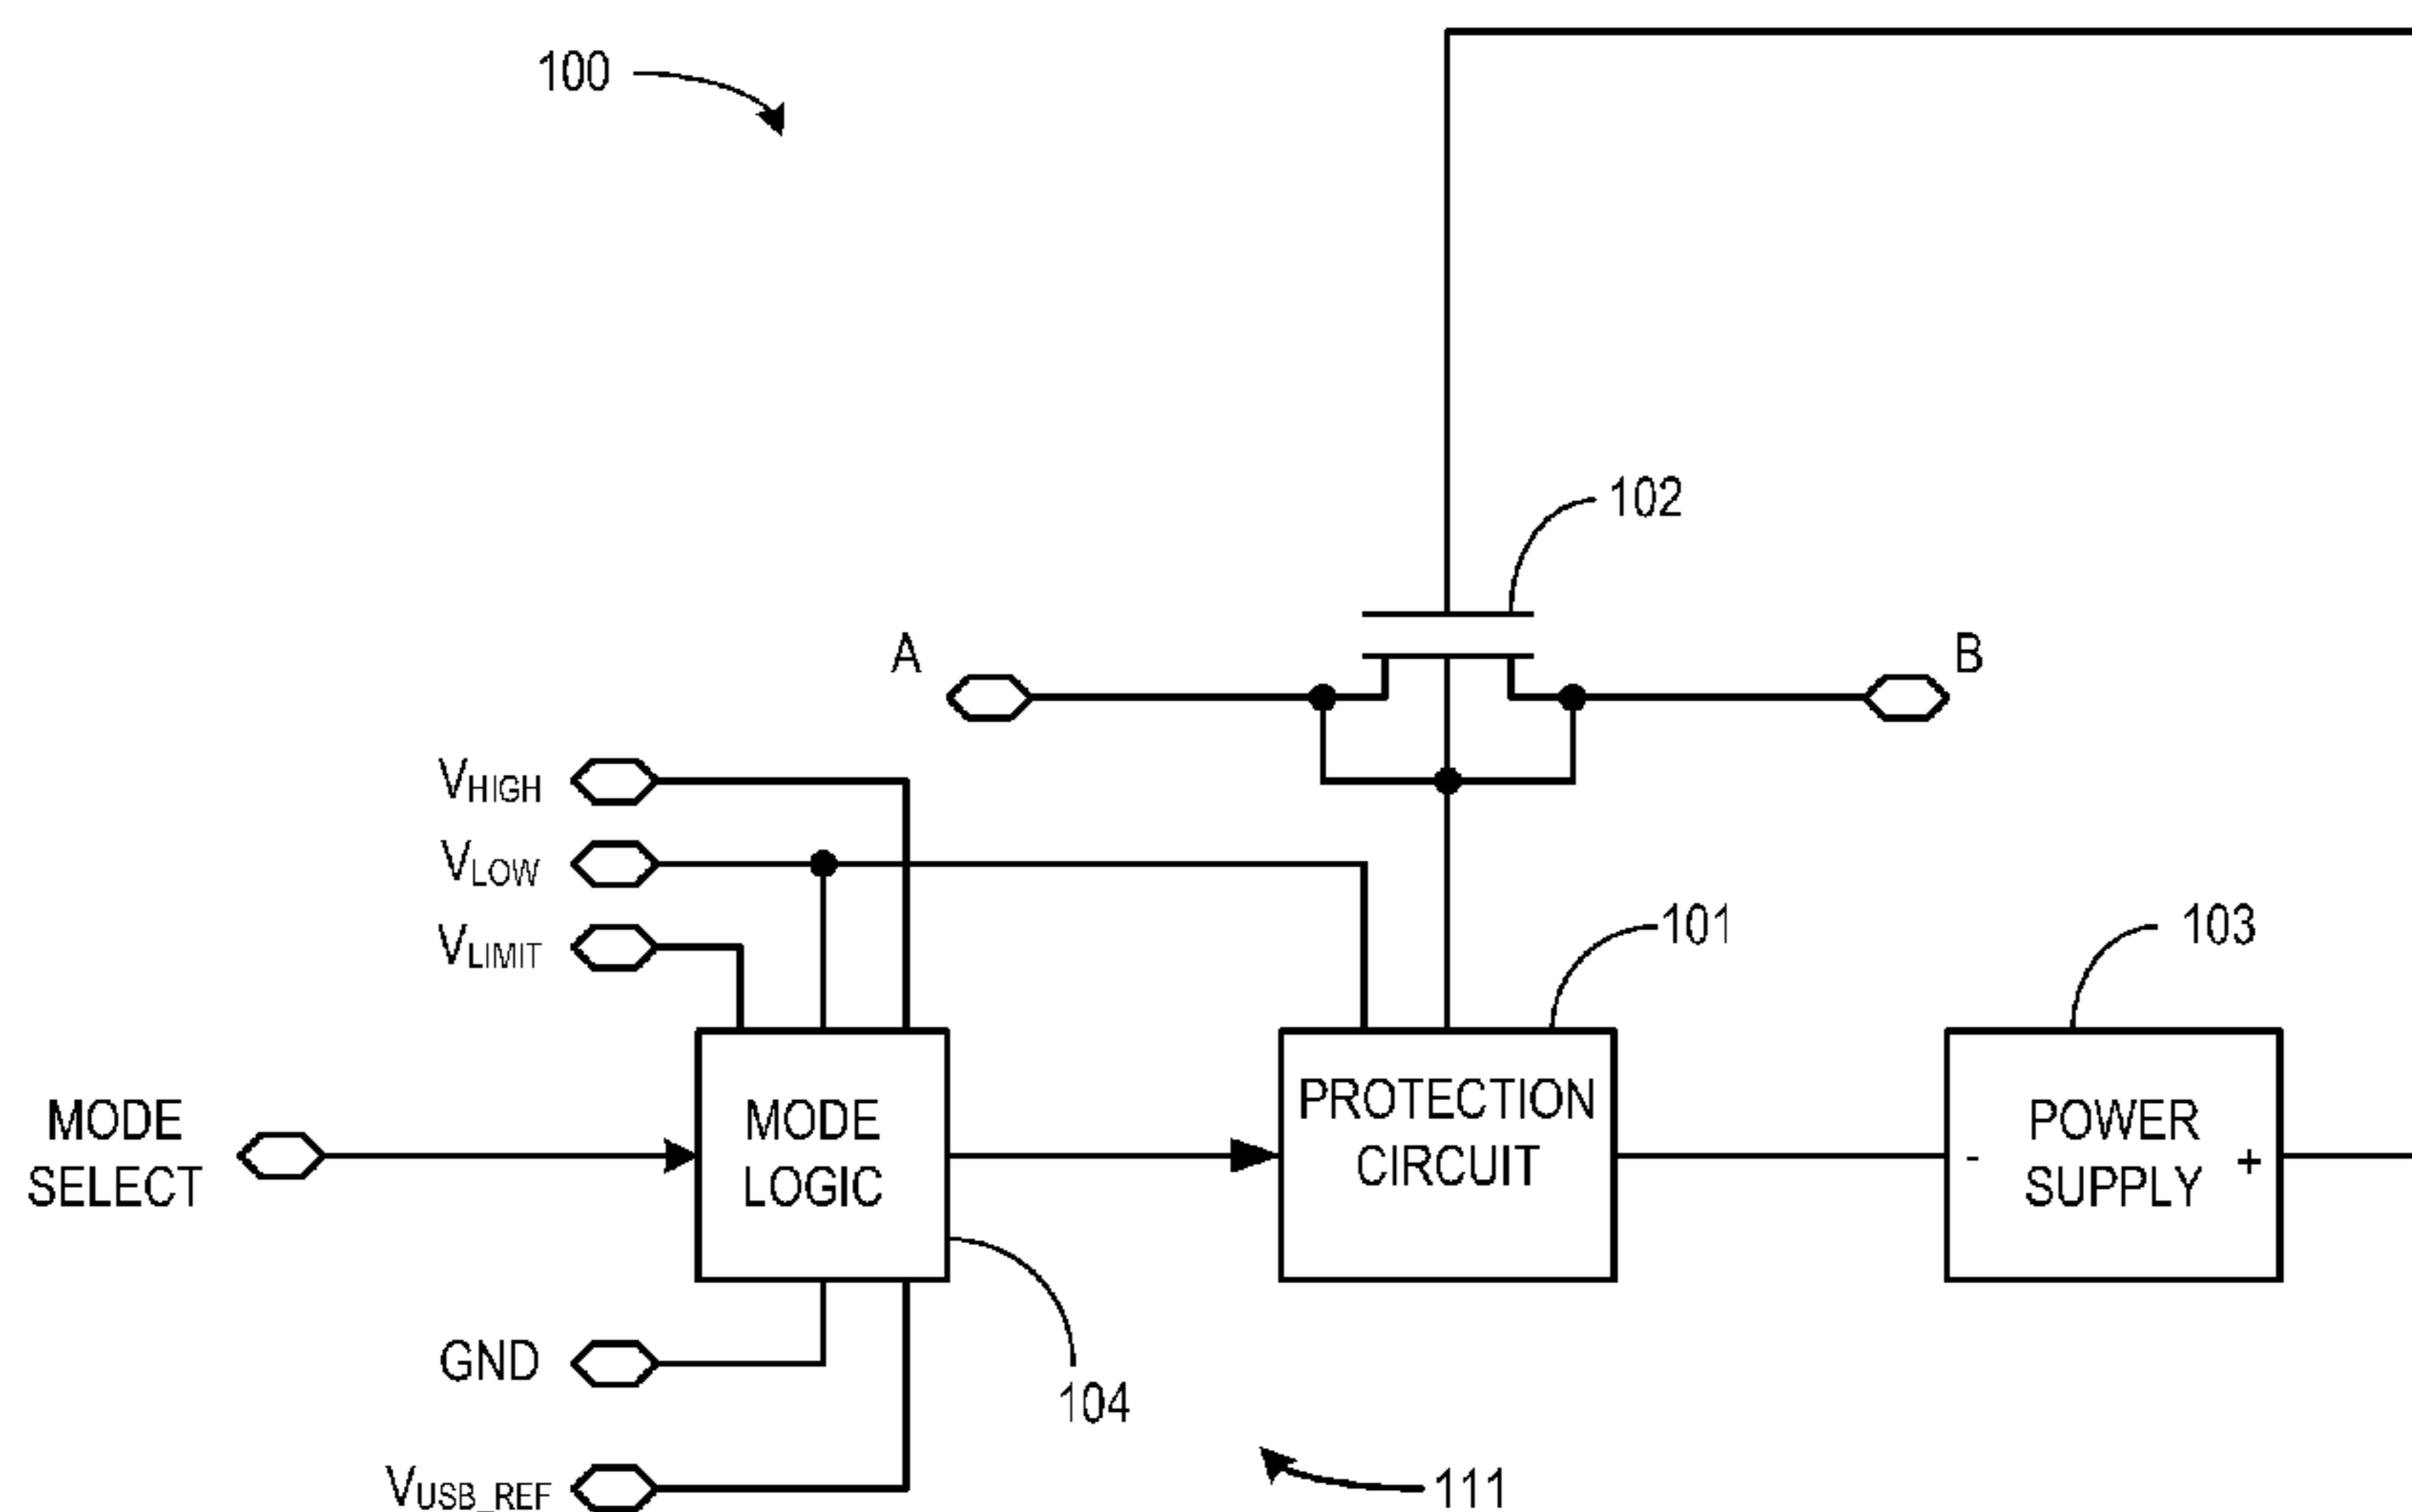 100
102
A
B
VHIGH
VLOW
VLIMIT
101
103
MODE
SELECT
MODE
LOGIC
PROTECTION
CIRCUIT
-
POWER
SUPPLY
+
GND
104
VUSB_REF
111